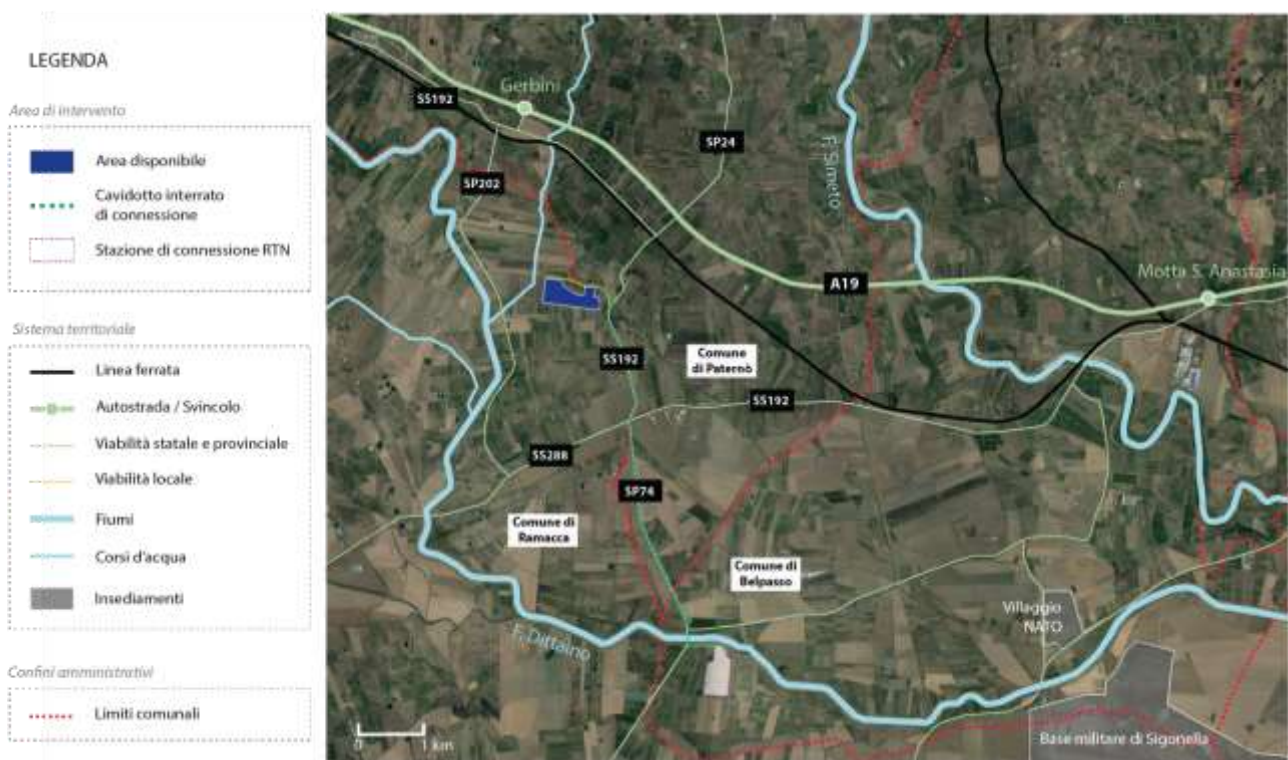 LEGENDA
Area di intervento
Area disponibile
Cavidotto interrato
di connessione
Stazione di connessione RTN
Sistema territoriale
Linea ferrata
Autostrada / Svincolo
Viabilità statale e provinciale
Viabilità locale
Fiumi
Corsi d'acqua
Insediamenti
Confini amministrativi
Limiti comunali
Gerbini
SS192
SP24
SP202
F. Simeto
Motta S. Anastasia
A19
SS192
Comune
di Paternò
SS192
SS288
SP74
Comune di
Ramacca
Comune di
Belpasso
Villaggio
NATO
F. Dittaino
Base militare di Sigonella
0 1 km